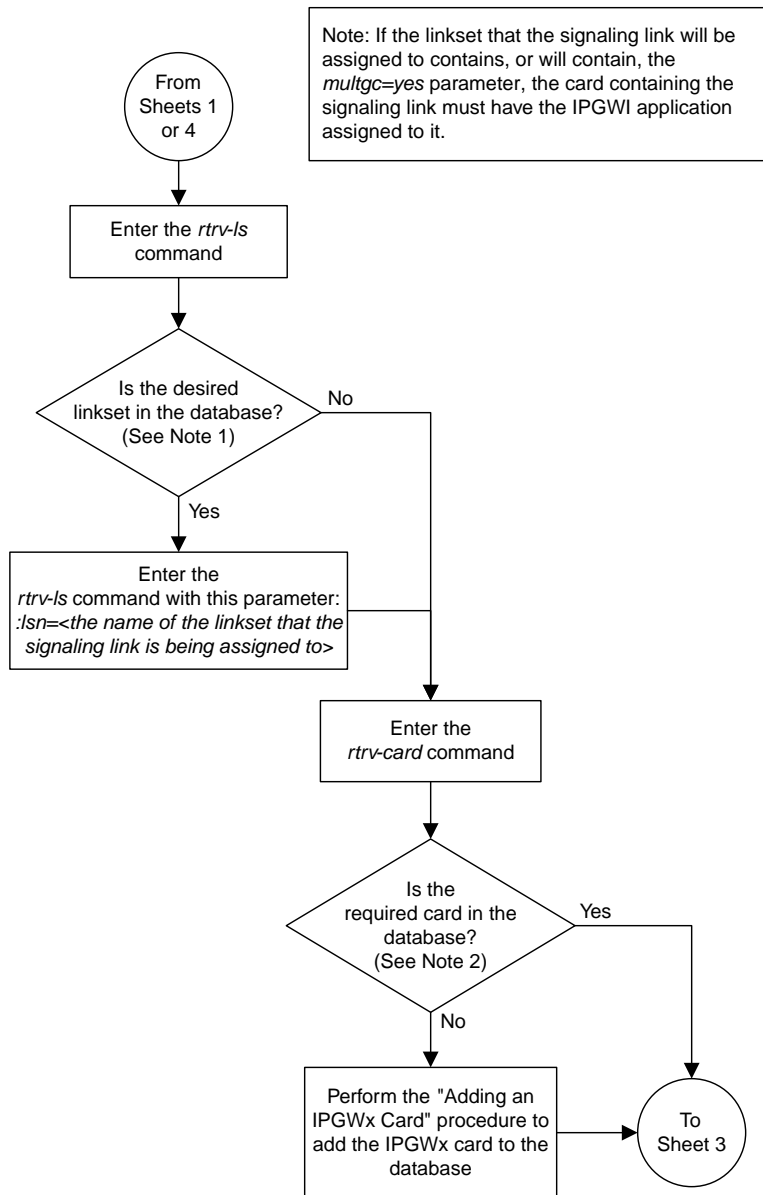 Note: If the linkset that the signaling link will be
assigned to contains, or will contain, the
multgc=yes parameter, the card containing the
signaling link must have the IPGWI application
assigned to it.
From
Sheets 1
or 4
Enter the rtrv-ls
command
Is the desired
linkset in the database?
(See Note 1)
No
Yes
Enter the
rtrv-ls command with this parameter:
:lsn=<the name of the linkset that the
signaling link is being assigned to>
Enter the
rtrv-card command
Is the
required card in the
database?
(See Note 2)
Yes
No
Perform the "Adding an
IPGWx Card" procedure to
add the IPGWx card to the
database
To
Sheet 3